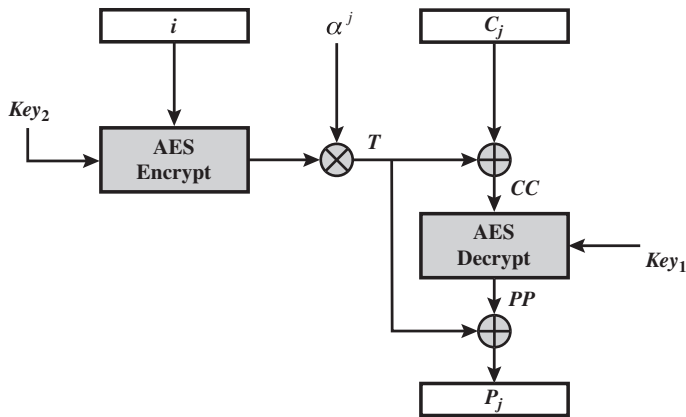 i
α^j
C_j
Key_2
AES
Encrypt
T
CC
AES
Decrypt
Key_1
PP
P_j